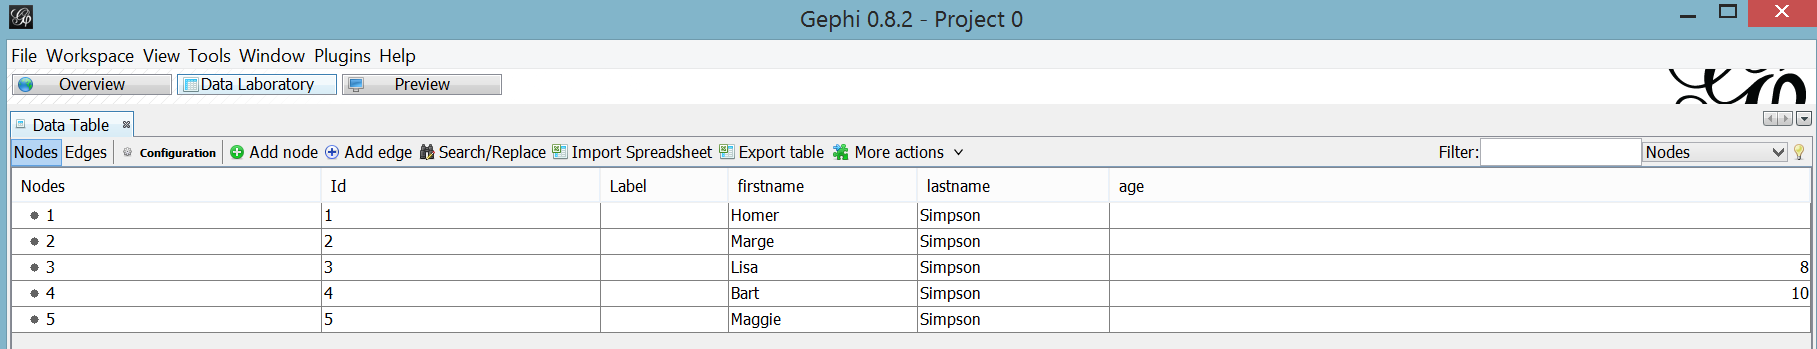 Gephi 0.8.2 - Project 0
File Workspace View Tools Window Plugins Help
Overview Data Laboratory Preview
Data Table
Nodes Edges Configuration Add node Add edge Search/Replace Import Spreadsheet Export table More actions Filter: Nodes
Nodes Id Label firstname lastname age
1 1 Homer Simpson
2 2 Marge Simpson
3 3 Lisa Simpson 8
4 4 Bart Simpson 10
5 5 Maggie Simpson